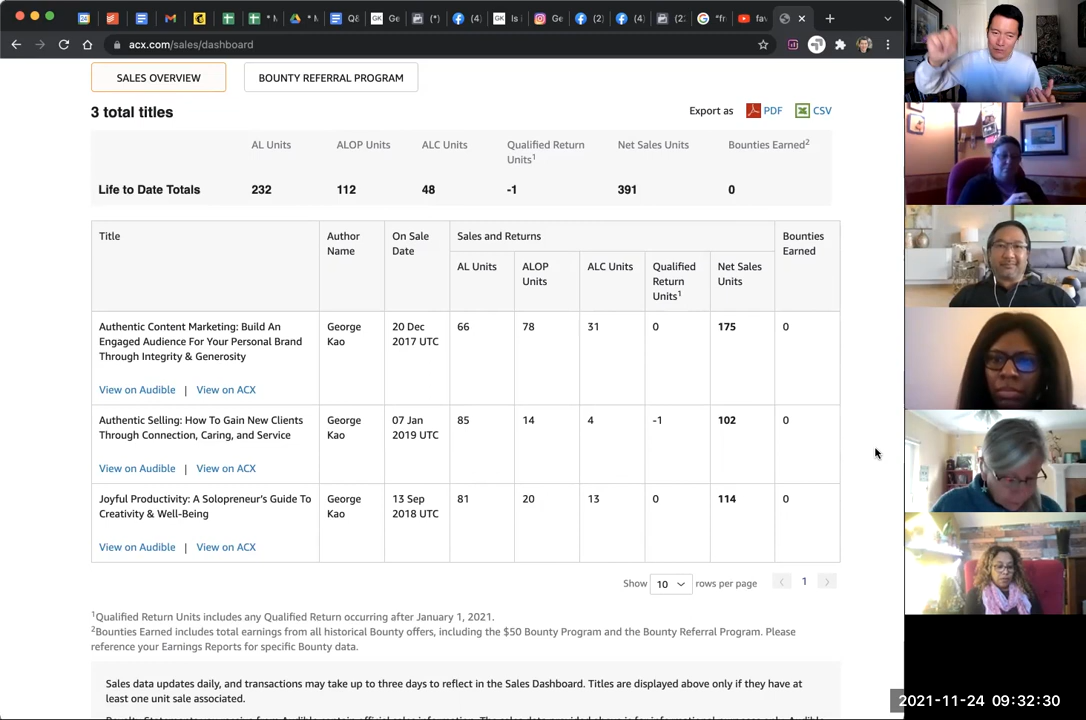 * N
* N
Q&
Ge
(*)
(4)
Is i
Ge
(2)
(4)
(2:
"fr
fav
acx.com/sales/dashboard
SALES OVERVIEW BOUNTY REFERRAL PROGRAM
3 total titles
Export as PDF CSV
AL Units ALOP Units ALC Units Qualified Return Units¹ Net Sales Units Bounties Earned²
Life to Date Totals 232 112 48 -1 391 0
Title Author Name On Sale Date Sales and Returns Bounties Earned
AL Units ALOP Units ALC Units Qualified Return Units¹ Net Sales Units
Authentic Content Marketing: Build An George 20 Dec 66 78 31 0 175 0
Engaged Audience For Your Personal Brand Kao 2017 UTC
Through Integrity & Generosity
View on Audible | View on ACX
Authentic Selling: How To Gain New Clients George 07 Jan 85 14 4 -1 102 0
Through Connection, Caring, and Service Kao 2019 UTC
View on Audible | View on ACX
Joyful Productivity: A Solopreneur's Guide To George 13 Sep 81 20 13 0 114 0
Creativity & Well-Being Kao 2018 UTC
View on Audible | View on ACX
Show 10 rows per page 1
¹Qualified Return Units includes any Qualified Return occurring after January 1, 2021.
²Bounties Earned includes total earnings from all historical Bounty offers, including the $50 Bounty Program and the Bounty Referral Program. Please
reference your Earnings Reports for specific Bounty data.
Sales data updates daily, and transactions may take up to three days to reflect in the Sales Dashboard. Titles are displayed above only if they have at
least one unit sale associated.
2021-11-24 09:32:30